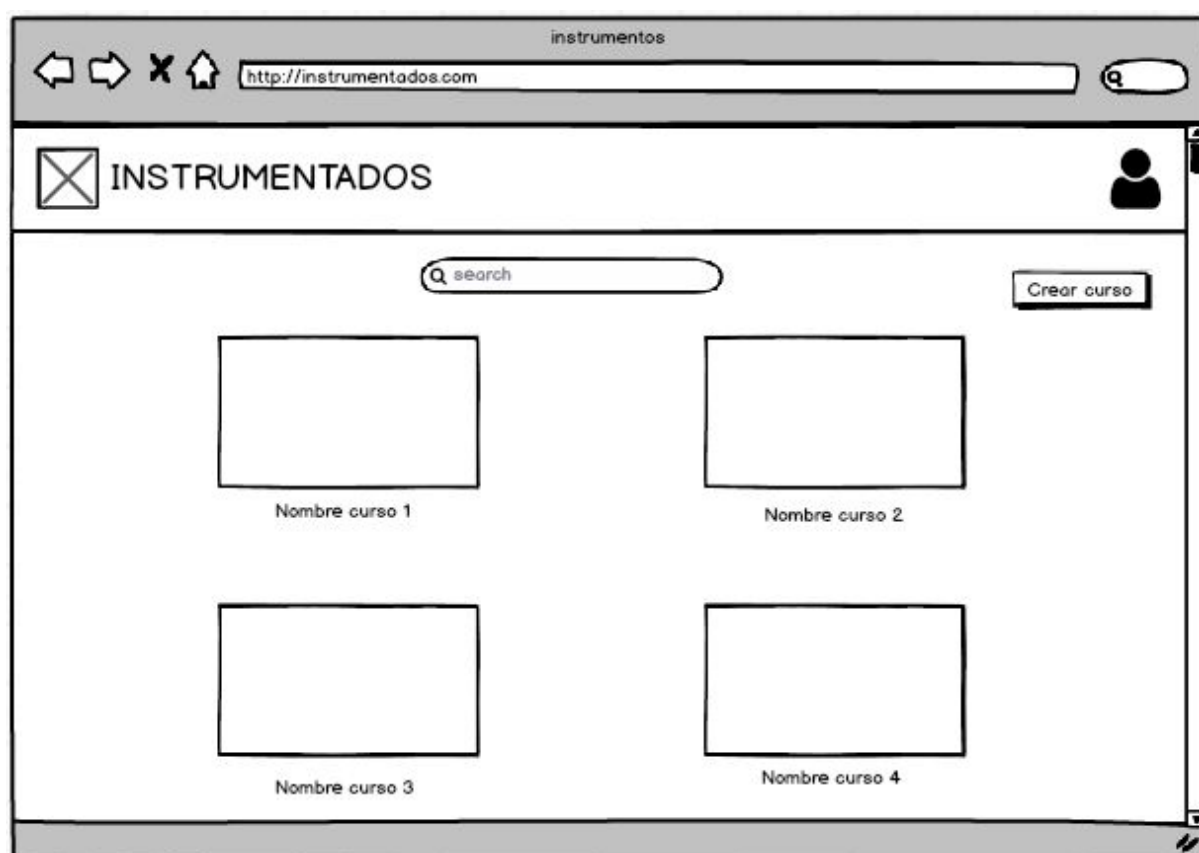 instrumentos
http://instrumentados.com
INSTRUMENTADOS
search
Crear curso
Nombre curso 1
Nombre curso 2
Nombre curso 3
Nombre curso 4